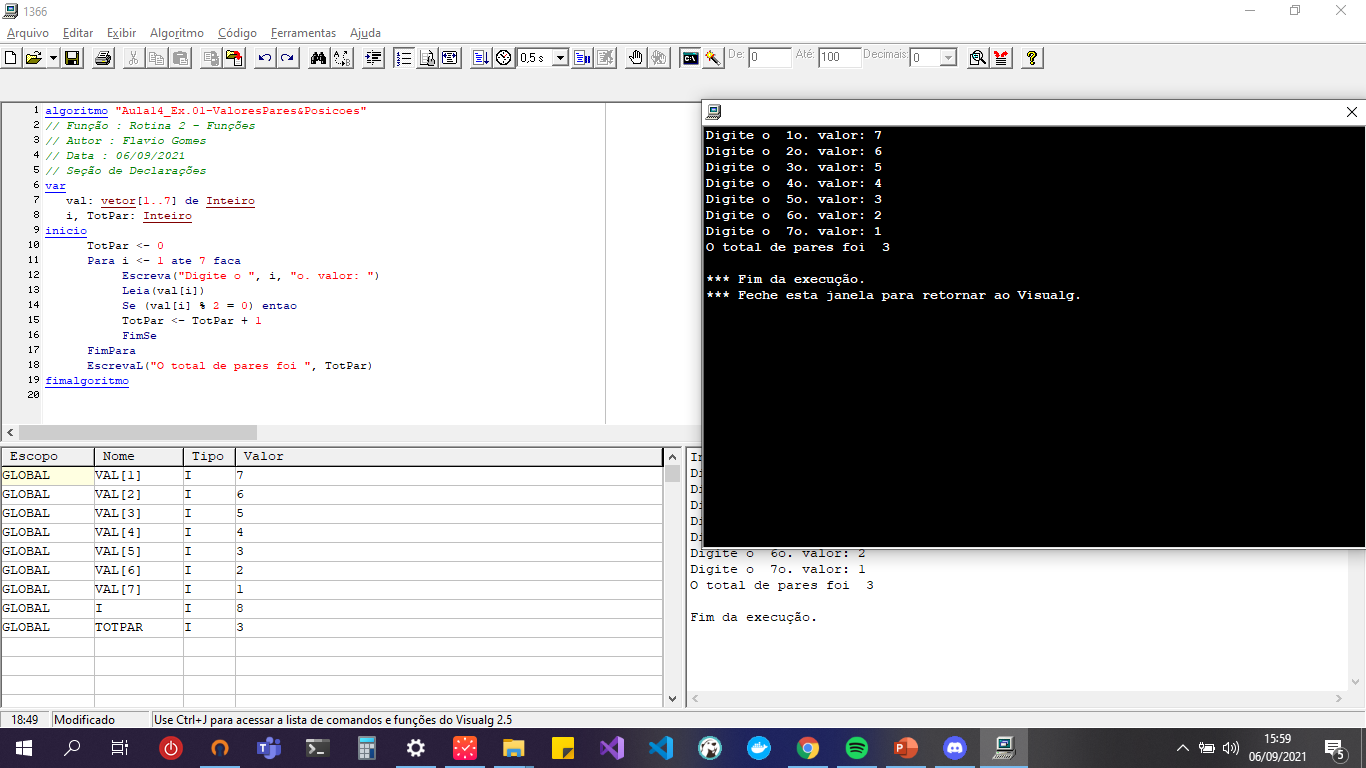 1366
Arquivo Editar Exibir Algoritmo Código Ferramentas Ajuda
0,5 s De: 0 Até: 100 Decimais: 0
1 algoritmo "Aula14_Ex.01-ValoresPares&Posicoes"
2 // Função : Rotina 2 - Funções
3 // Autor : Flavio Gomes
4 // Data : 06/09/2021
5 // Seção de Declarações
6 var
7 val: vetor[1..7] de Inteiro
8 i, TotPar: Inteiro
9 inicio
10 TotPar <- 0
11 Para i <- 1 ate 7 faca
12 Escreva("Digite o ", i, "o. valor: ")
13 Leia(val[i])
14 Se (val[i] % 2 = 0) entao
15 TotPar <- TotPar + 1
16 FimSe
17 FimPara
18 EscrevaL("O total de pares foi ", TotPar)
19 fimalgoritmo
20
Digite o  1o. valor: 7
Digite o  2o. valor: 6
Digite o  3o. valor: 5
Digite o  4o. valor: 4
Digite o  5o. valor: 3
Digite o  6o. valor: 2
Digite o  7o. valor: 1
O total de pares foi  3
*** Fim da execução.
*** Feche esta janela para retornar ao Visualg.
Escopo Nome Tipo Valor
GLOBAL VAL[1] I 7
GLOBAL VAL[2] I 6
GLOBAL VAL[3] I 5
GLOBAL VAL[4] I 4
GLOBAL VAL[5] I 3
GLOBAL VAL[6] I 2
GLOBAL VAL[7] I 1
GLOBAL I I 8
GLOBAL TOTPAR I 3
Digite o  6o. valor: 2
Digite o  7o. valor: 1
O total de pares foi  3
Fim da execução.
18:49 Modificado Use Ctrl+J para acessar a lista de comandos e funções do Visualg 2.5
15:59
06/09/2021
5